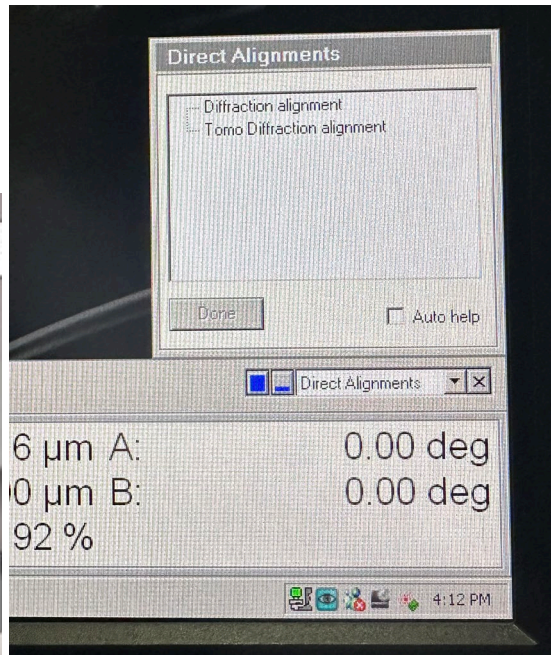 Direct Alignments
Diffraction alignment
Tomo Diffraction alignment
Done
Auto help
Direct Alignments
6 µm A: 0.00 deg
0 µm B: 0.00 deg
92 %
4:12 PM